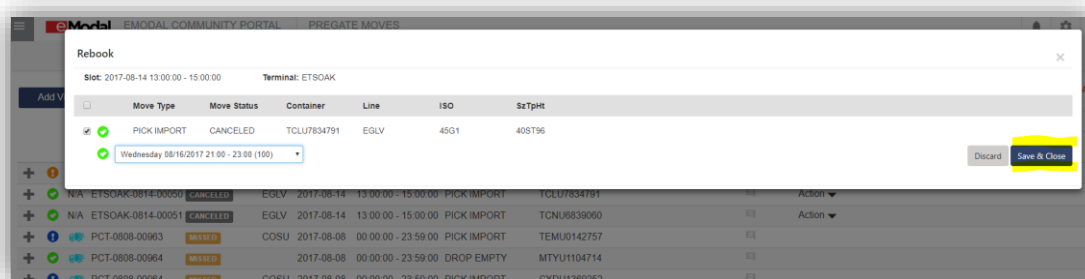 eModal EMODAL COMMUNITY PORTAL PREGATE MOVES
Rebook ×
Slot: 2017-08-14 13:00:00 - 15:00:00 Terminal: ETSOAK
Add V
Move Type Move Status Container Line ISO SzTpHt
PICK IMPORT CANCELED TCLU7834791 EGLV 45G1 40ST96
Wednesday 08/16/2017 21:00 - 23:00 (100)
Discard Save & Close
N/A ETSOAK-0814-00050 CANCELED EGLV 2017-08-14 13:00:00 - 15:00:00 PICK IMPORT TCLU7834791 Action
N/A ETSOAK-0814-00051 CANCELED EGLV 2017-08-14 13:00:00 - 15:00:00 PICK IMPORT TCNU6839060 Action
PCT-0808-00963 MISSED COSU 2017-08-08 00:00:00 - 23:59:00 PICK IMPORT TEMU0142757
PCT-0808-00964 MISSED 2017-08-08 00:00:00 - 23:59:00 DROP EMPTY MTYU1104714